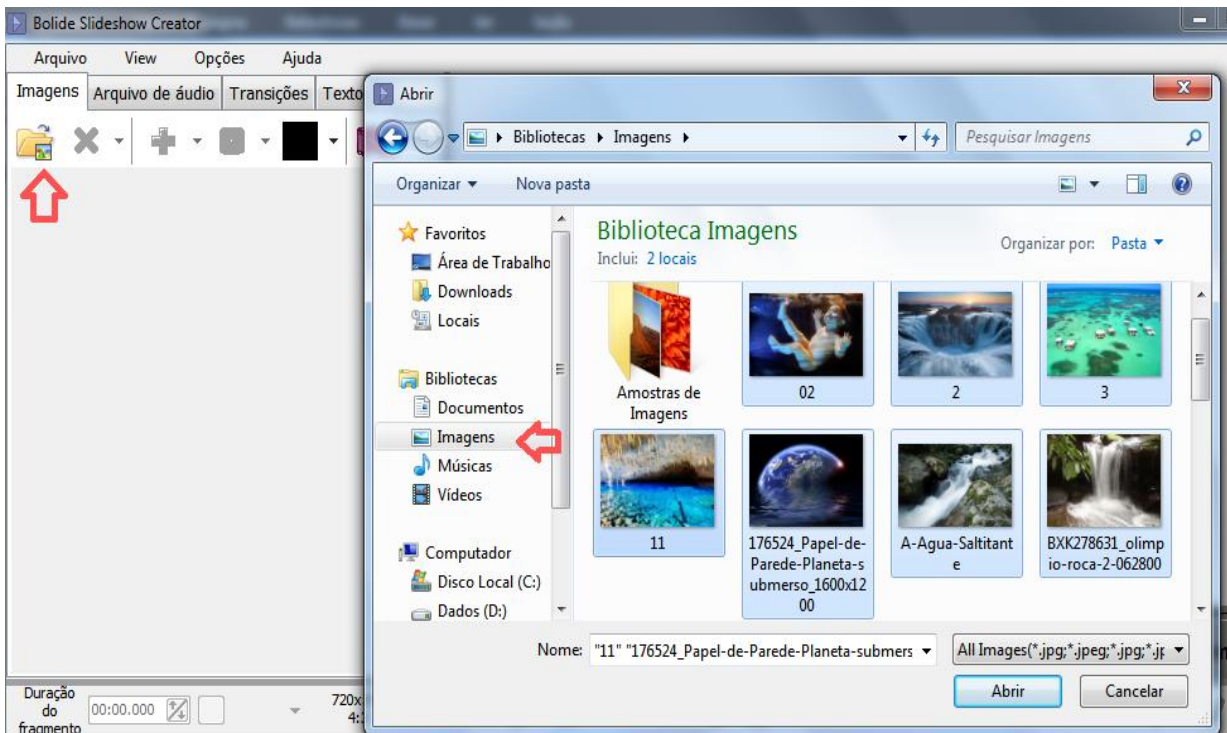 Bolide Slideshow Creator
Arquivo View Opções Ajuda
Imagens Arquivo de áudio Transições Texto
Abrir
Bibliotecas Imagens
Pesquisar Imagens
Organizar Nova pasta
Favoritos
Área de Trabalho
Downloads
Locais
Bibliotecas
Documentos
Imagens
Músicas
Vídeos
Computador
Disco Local (C:)
Dados (D:)
Biblioteca Imagens
Inclui: 2 locais
Organizar por: Pasta
Amostras de
Imagens
02
2
3
11
176524_Papel-de-
Parede-Planeta-s
ubmerso_1600x12
00
A-Agua-Saltitant
e
BXK278631_olimp
io-roca-2-062800
Nome: "11" "176524_Papel-de-Parede-Planeta-submers
All Images(*.jpg;*.jpeg;*.jpg;*.jp
Abrir Cancelar
Duração
do
fragmento
00:00.000
720x
4: